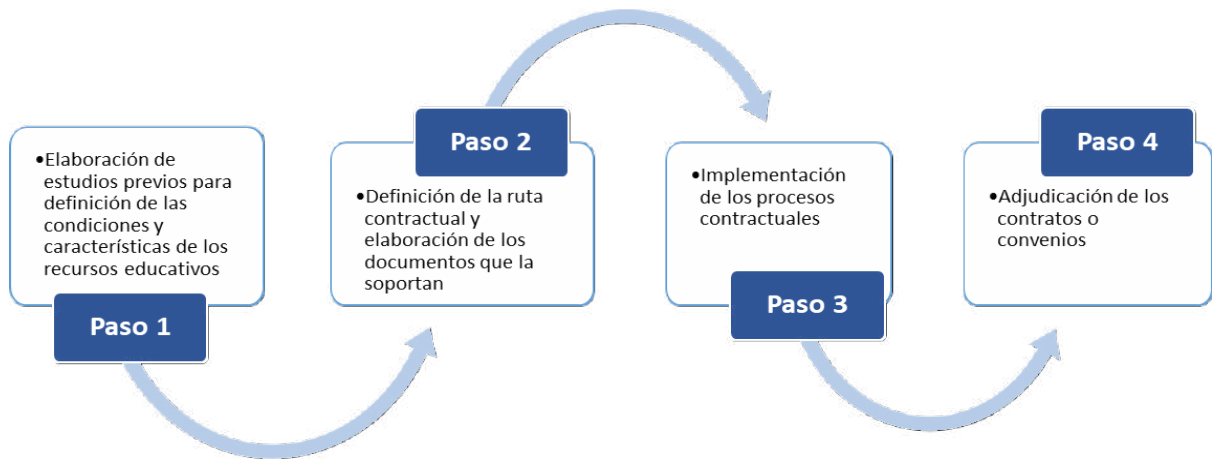 •Elaboración de
estudios previos para
definición de las
condiciones y
características de los
recursos educativos
Paso 1
Paso 2
•Definición de la ruta
contractual y
elaboración de los
documentos que la
soportan
•Implementación
de los procesos
contractuales
Paso 3
Paso 4
•Adjudicación de los
contratos o
convenios